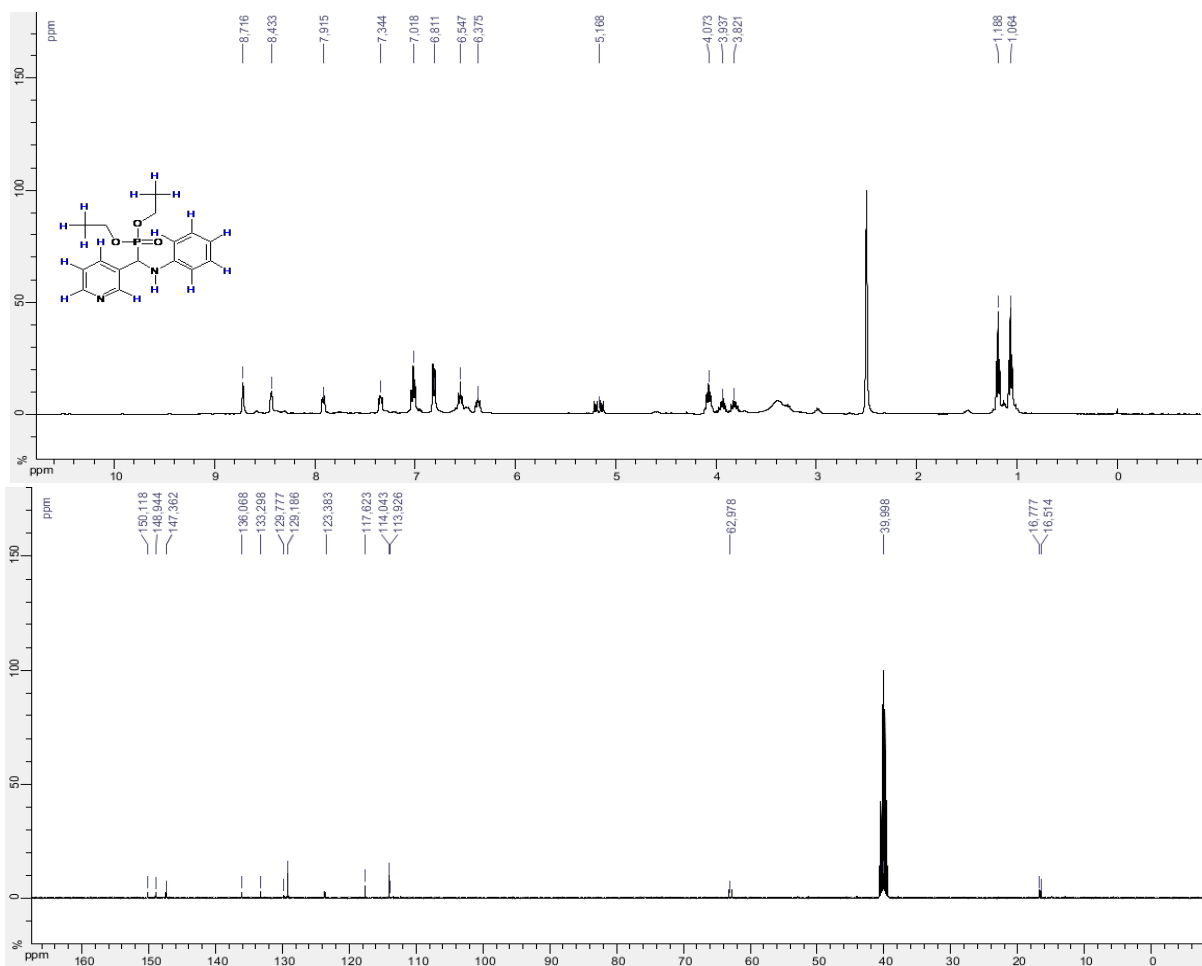 ppm
8,716 8,433 7,915 7,344 7,018 6,811 6,547 6,375 5,168 4,073 3,937 3,821 1,188 1,064
150
100
50
0
%
H
H H
H O H
H H H
H O P O H
H H
H N H
H N H H H
ppm 10 9 8 7 6 5 4 3 2 1 0
ppm
150,118 148,944 147,362 136,068 133,298 129,777 129,186 123,383 117,623 114,043 113,926 62,978 39,998 16,777 16,514
150
100
50
0
%
ppm 160 150 140 130 120 110 100 90 80 70 60 50 40 30 20 10 0